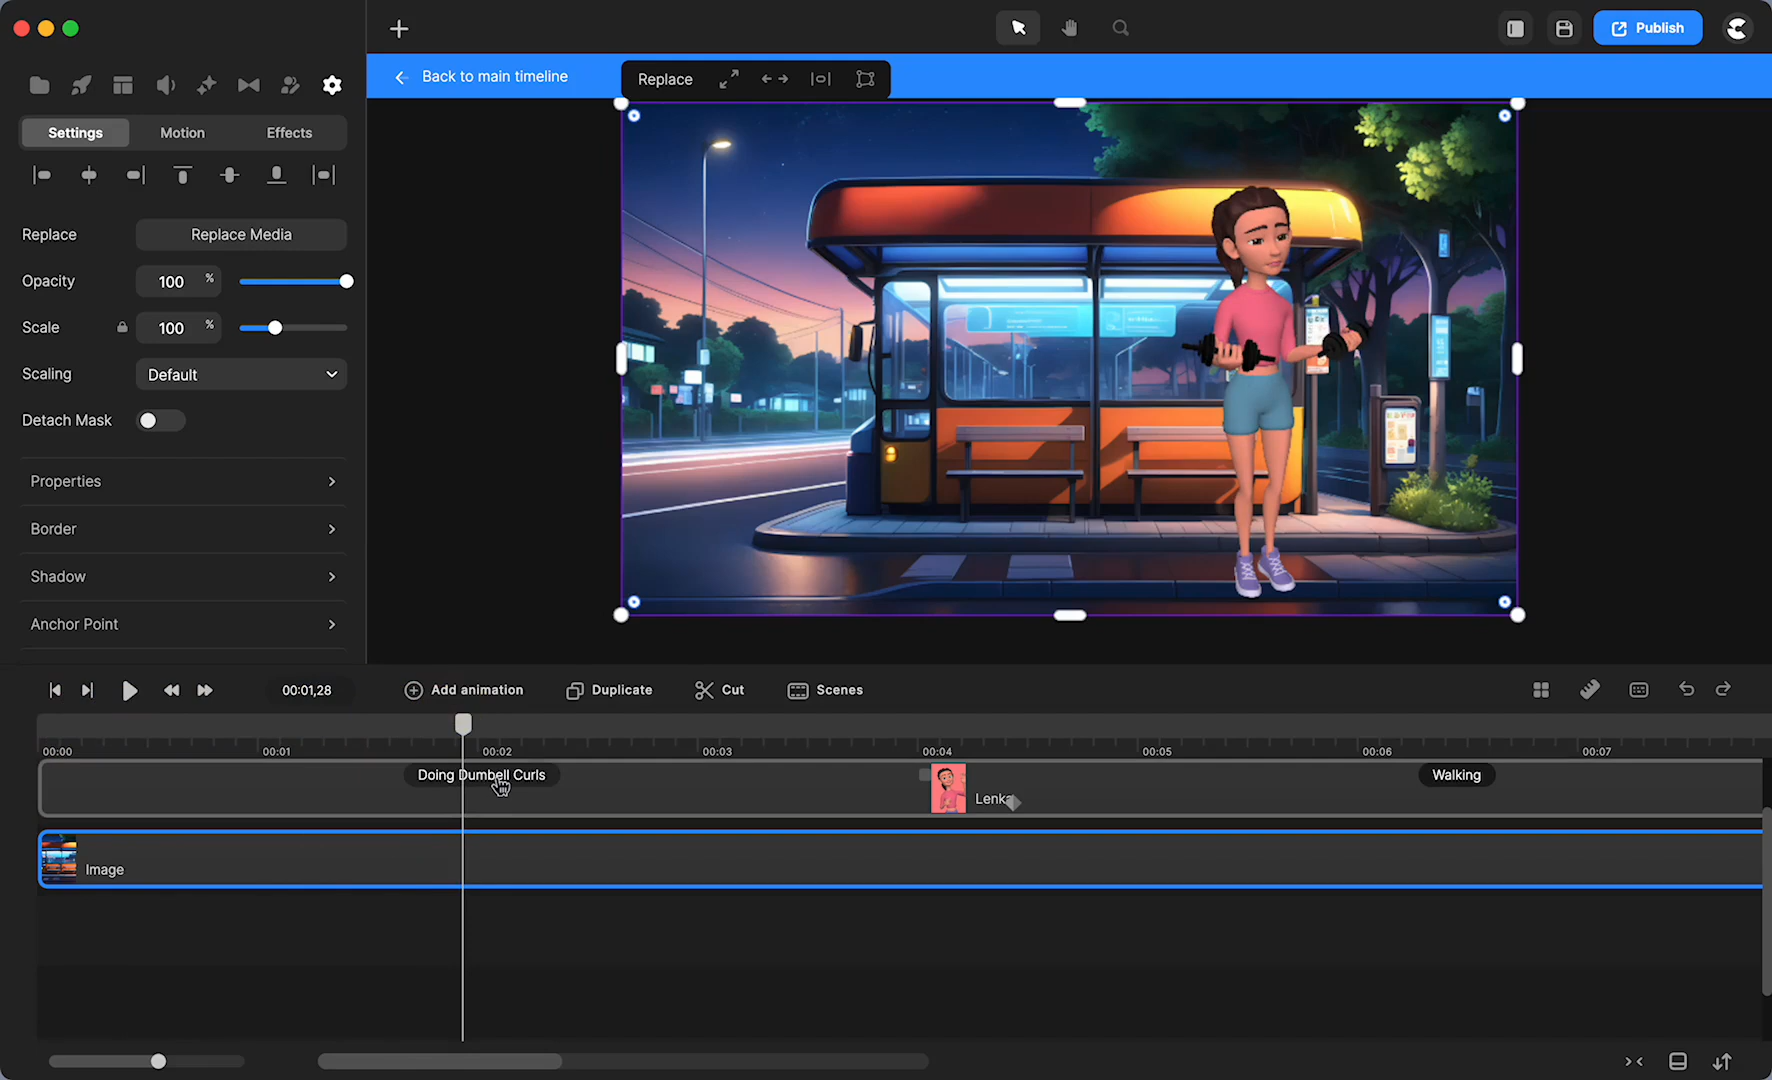 Publish
Back to main timeline
Replace
Settings
Motion
Effects
Replace
Replace Media
Opacity
100
%
Scale
100
%
Scaling
Default
Detach Mask
Properties
Border
Shadow
Anchor Point
00:01,28
Add animation
Duplicate
Cut
Scenes
00:00
00:01
00:02
00:03
00:04
00:05
00:06
00:07
Doing Dumbell Curls
Walking
Lenka
Image